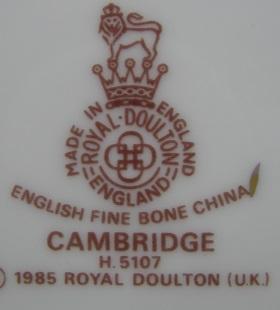 MADE IN ENGLAND
ROYAL·DOULTON
ENGLAND
ENGLISH FINE BONE CHINA
CAMBRIDGE
H.5107
1985 ROYAL DOULTON (U.K.)